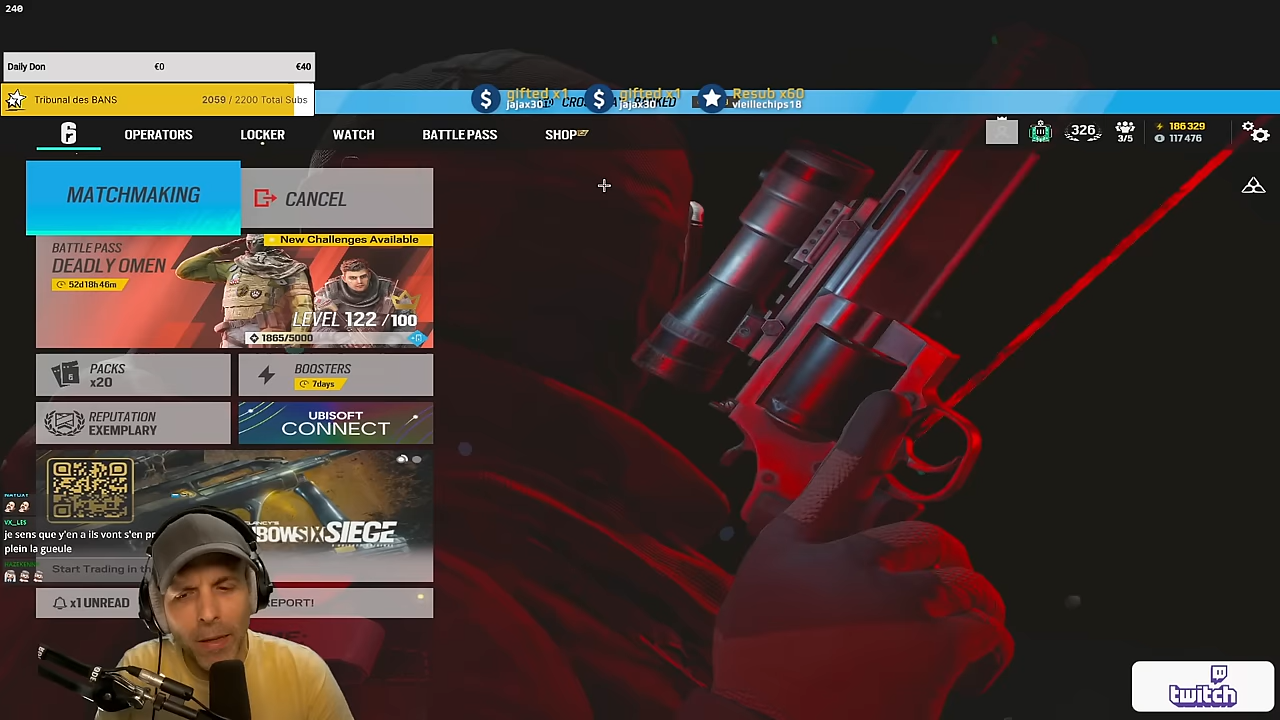 240
Daily Don €0 €40
Tribunal des BANS 2059 / 2200 Total Subs
gifted x1
jajax30
gifted x1
jajax30
Resub x60
vieillechips18
OPERATORS LOCKER WATCH BATTLE PASS SHOP
326 3/5 186 329
117 476
MATCHMAKING CANCEL
New Challenges Available
BATTLE PASS
DEADLY OMEN
52d18h46m
LEVEL 122 /100
1865/5000
PACKS
x20
BOOSTERS
7days
REPUTATION
EXEMPLARY
UBISOFT
CONNECT
VX_LES
je sens que y'en a ils vont s'en
plein la gueule
SIEGE
Start Trading in
x1 UNREAD
twitch